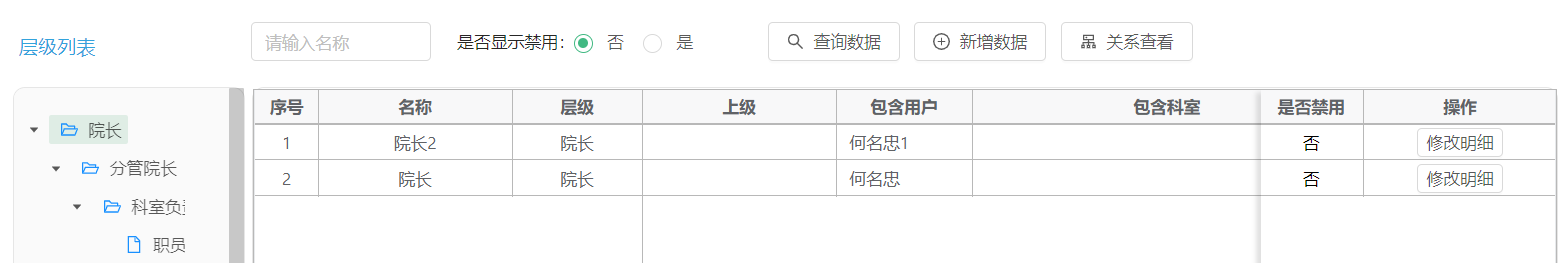 层级列表
请输入名称
是否显示禁用: 否 是
查询数据 新增数据 关系查看
院长
分管院长
科室负
职员
序号 名称 层级 上级 包含用户 包含科室 是否禁用 操作
1 院长2 院长 何名忠1 否 修改明细
2 院长 院长 何名忠 否 修改明细